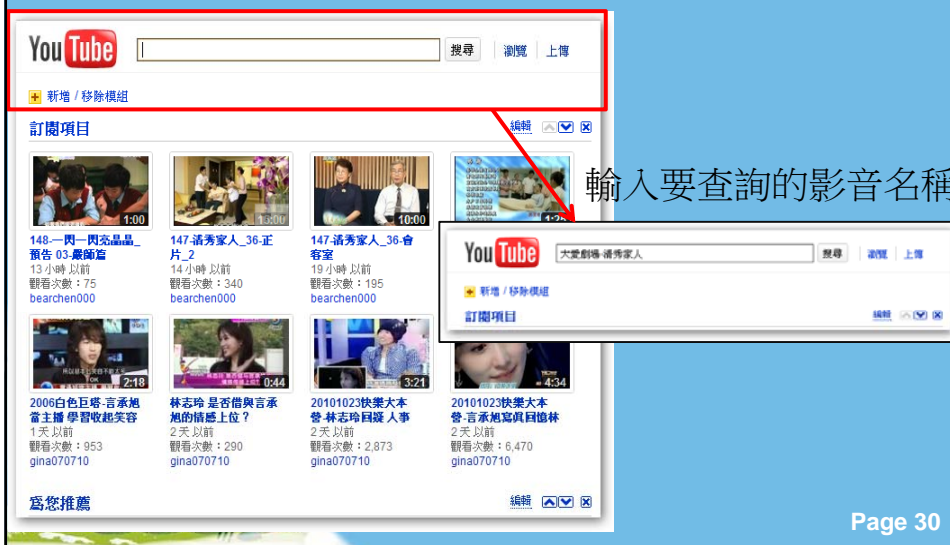 You Tube 搜尋 瀏覽 上傳
新增 / 移除模組
訂閱項目 編輯
1:00 10:00
148-一閃一閃亮晶晶_
預告 03-嚴師篇
13 小時 以前
觀看次數:75
bearchen000
147-清秀家人_36-正
片_2
14 小時 以前
觀看次數:340
bearchen000
147-清秀家人_36-會
客室
19 小時 以前
觀看次數:195
bearchen000
輸入要查詢的影音名稱
You Tube 大愛劇場-清秀家人 搜尋 瀏覽 上傳
新增 / 移除模組
訂閱項目 編輯
OK
2:18 0:44 3:21 4:34
2006白色巨塔-言承旭
當主播 學習收起笑容
1 天 以前
觀看次數:953
gina070710
林志玲 是否借與言承
旭的情感上位?
2 天 以前
觀看次數:290
gina070710
20101023快樂大本
營-林志玲回疑 人事
2 天 以前
觀看次數:2,873
gina070710
20101023快樂大本
營-言承旭寫真回憶林
2 天 以前
觀看次數:6,470
gina070710
為您推薦 編輯
Page 30